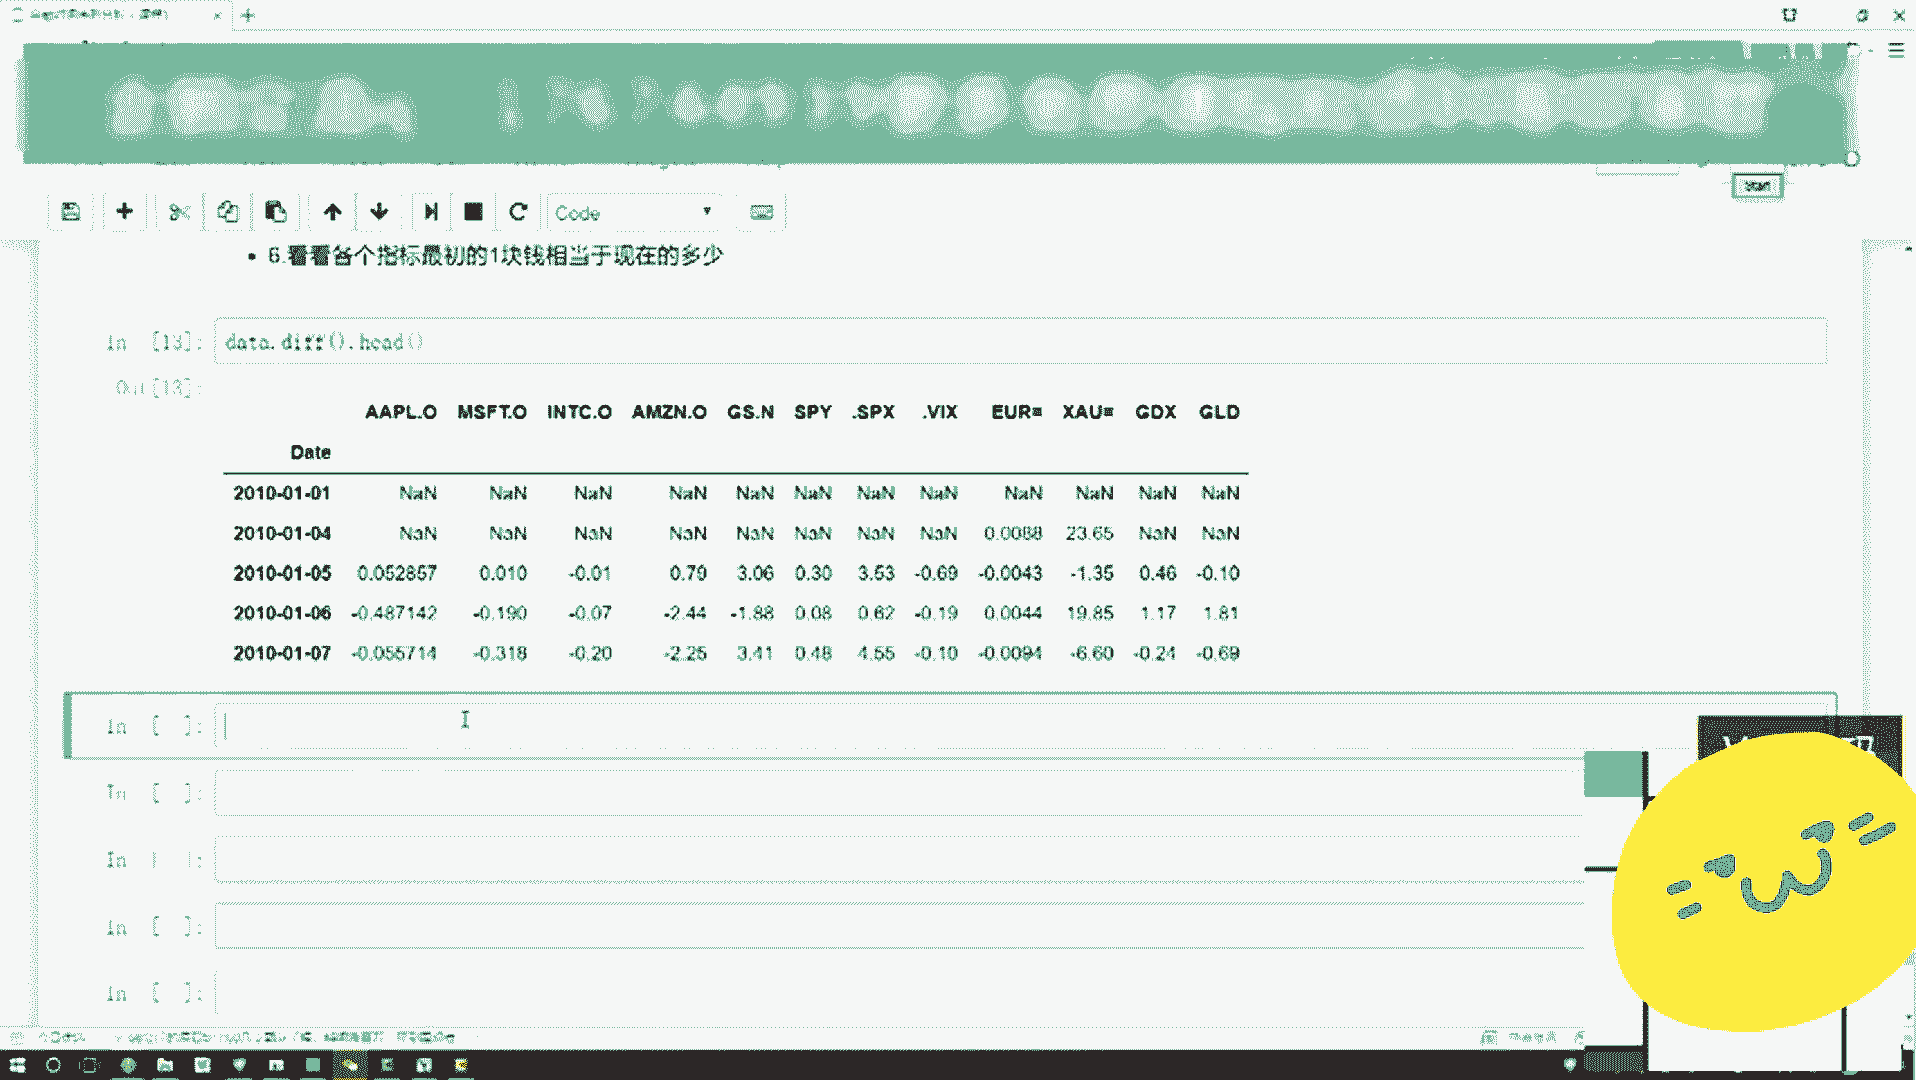 Start
Code
6.看看各个指标最初的1块钱相当于现在的多少
In [13]: data.diff().head()
Out[13]:
AAPL.O MSFT.O INTC.O AMZN.O GS.N SPY .SPX .VIX EUR= XAU= GDX GLD
Date
2010-01-01 NaN NaN NaN NaN NaN NaN NaN NaN NaN NaN NaN NaN
2010-01-04 NaN NaN NaN NaN NaN NaN NaN NaN 0.0088 23.65 NaN NaN
2010-01-05 0.052857 0.010 -0.01 0.79 3.06 0.30 3.53 -0.69 -0.0043 -1.35 0.46 -0.10
2010-01-06 -0.487142 -0.190 -0.07 -2.44 -1.88 0.08 0.62 -0.19 0.0044 19.85 1.17 1.81
2010-01-07 -0.055714 -0.318 -0.20 -2.25 3.41 0.48 4.55 -0.10 -0.0094 -6.60 -0.24 -0.69
In [ ]:
In [ ]:
In [ ]:
In [ ]:
In [ ]: